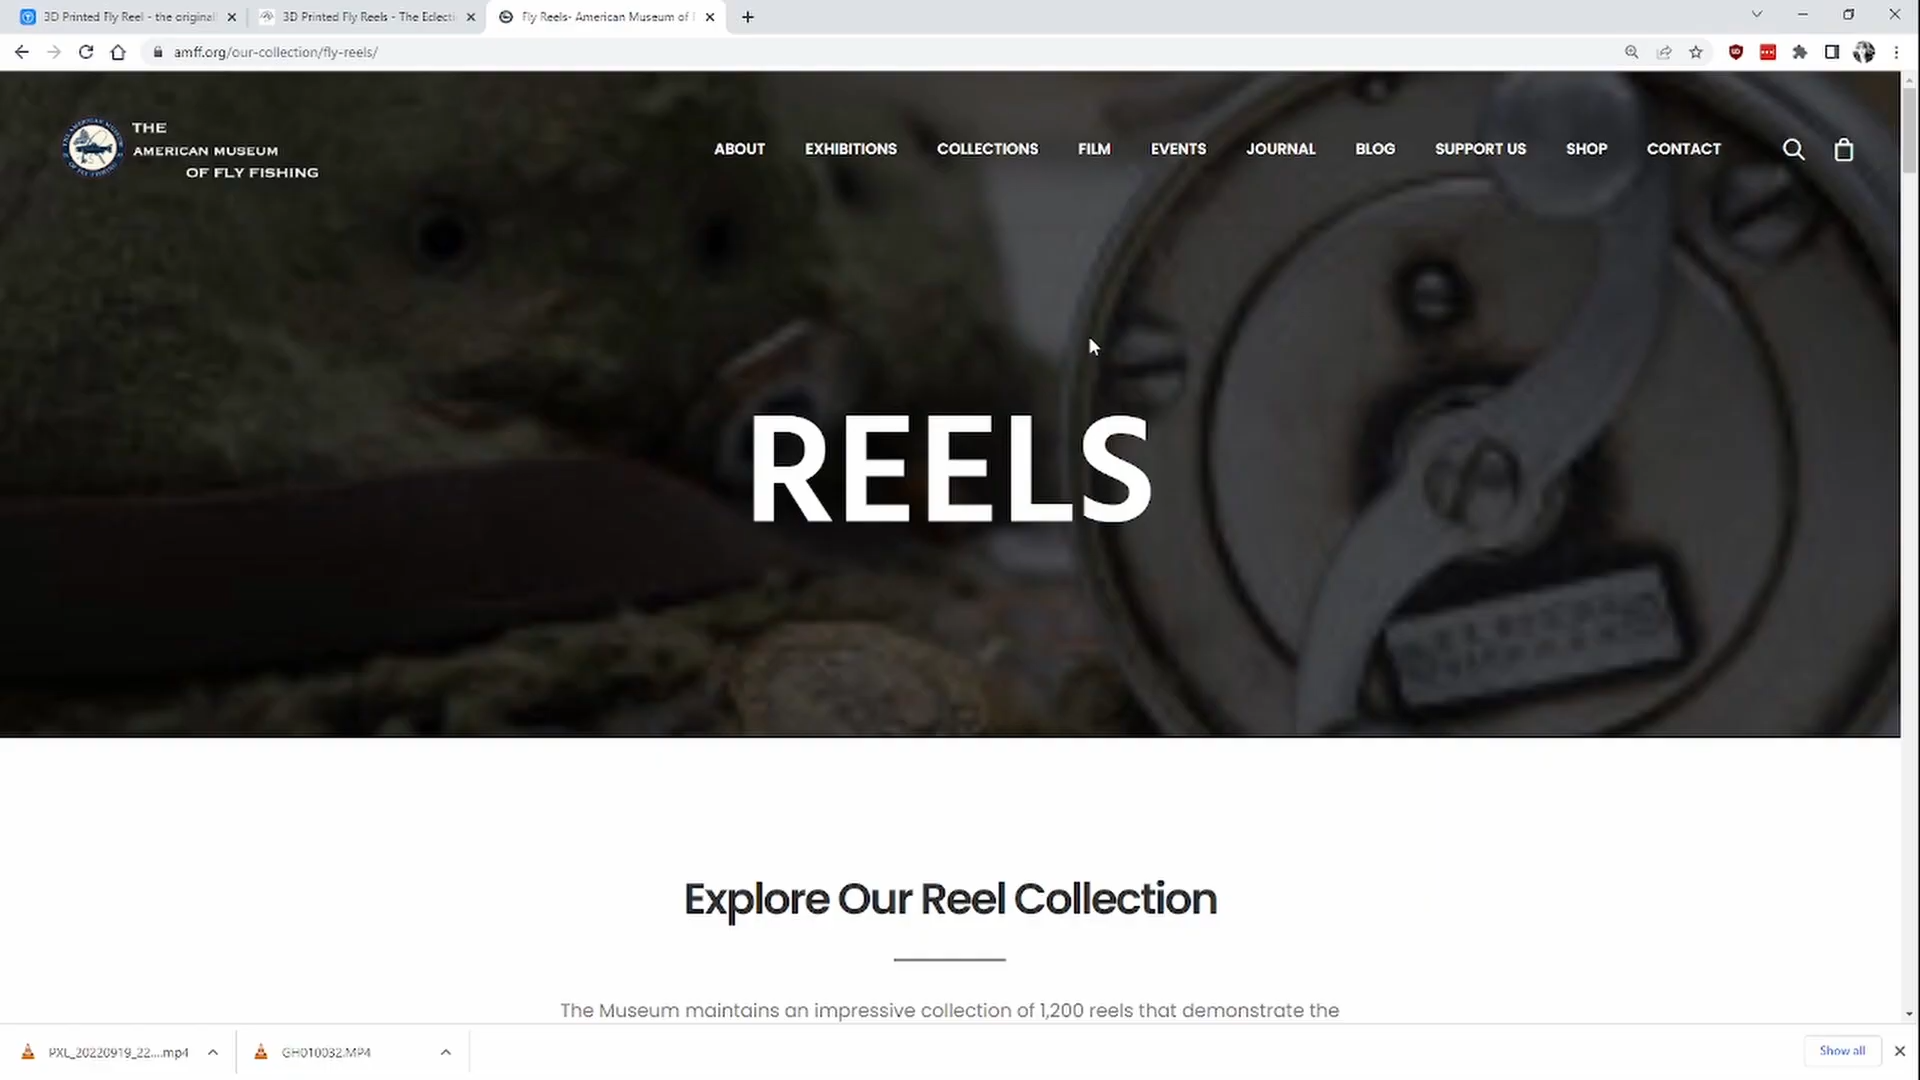 3D Printed Fly Reel - the original
3D Printed Fly Reels - The Eclecti
Fly Reels- American Museum of
amff.org/our-collection/fly-reels/
THE
AMERICAN MUSEUM
OF FLY FISHING
ABOUT
EXHIBITIONS
COLLECTIONS
FILM
EVENTS
JOURNAL
BLOG
SUPPORT US
SHOP
CONTACT
REELS
Explore Our Reel Collection
The Museum maintains an impressive collection of 1,200 reels that demonstrate the
PXL_20220919_22....mp4
GH010032.MP4
Show all